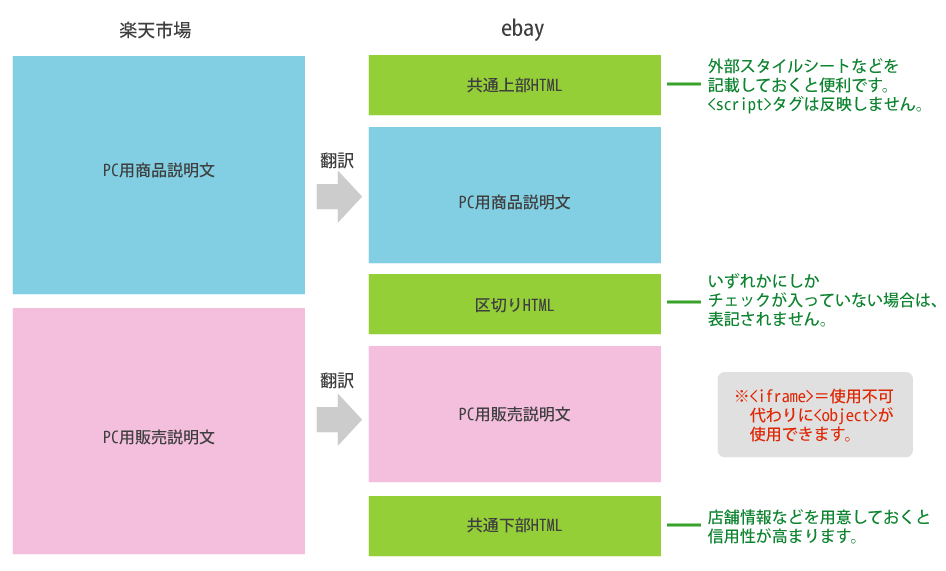 楽天市場
ebay
PC用商品説明文
翻訳
共通上部HTML
外部スタイルシートなどを
記載しておくと便利です。
<script>タグは反映しません。
PC用商品説明文
区切りHTML
いずれかにしか
チェックが入っていない場合は、
表記されません。
PC用販売説明文
翻訳
PC用販売説明文
※<iframe>＝使用不可
代わりに<object>が
使用できます。
共通下部HTML
店舗情報などを用意しておくと
信用性が高まります。